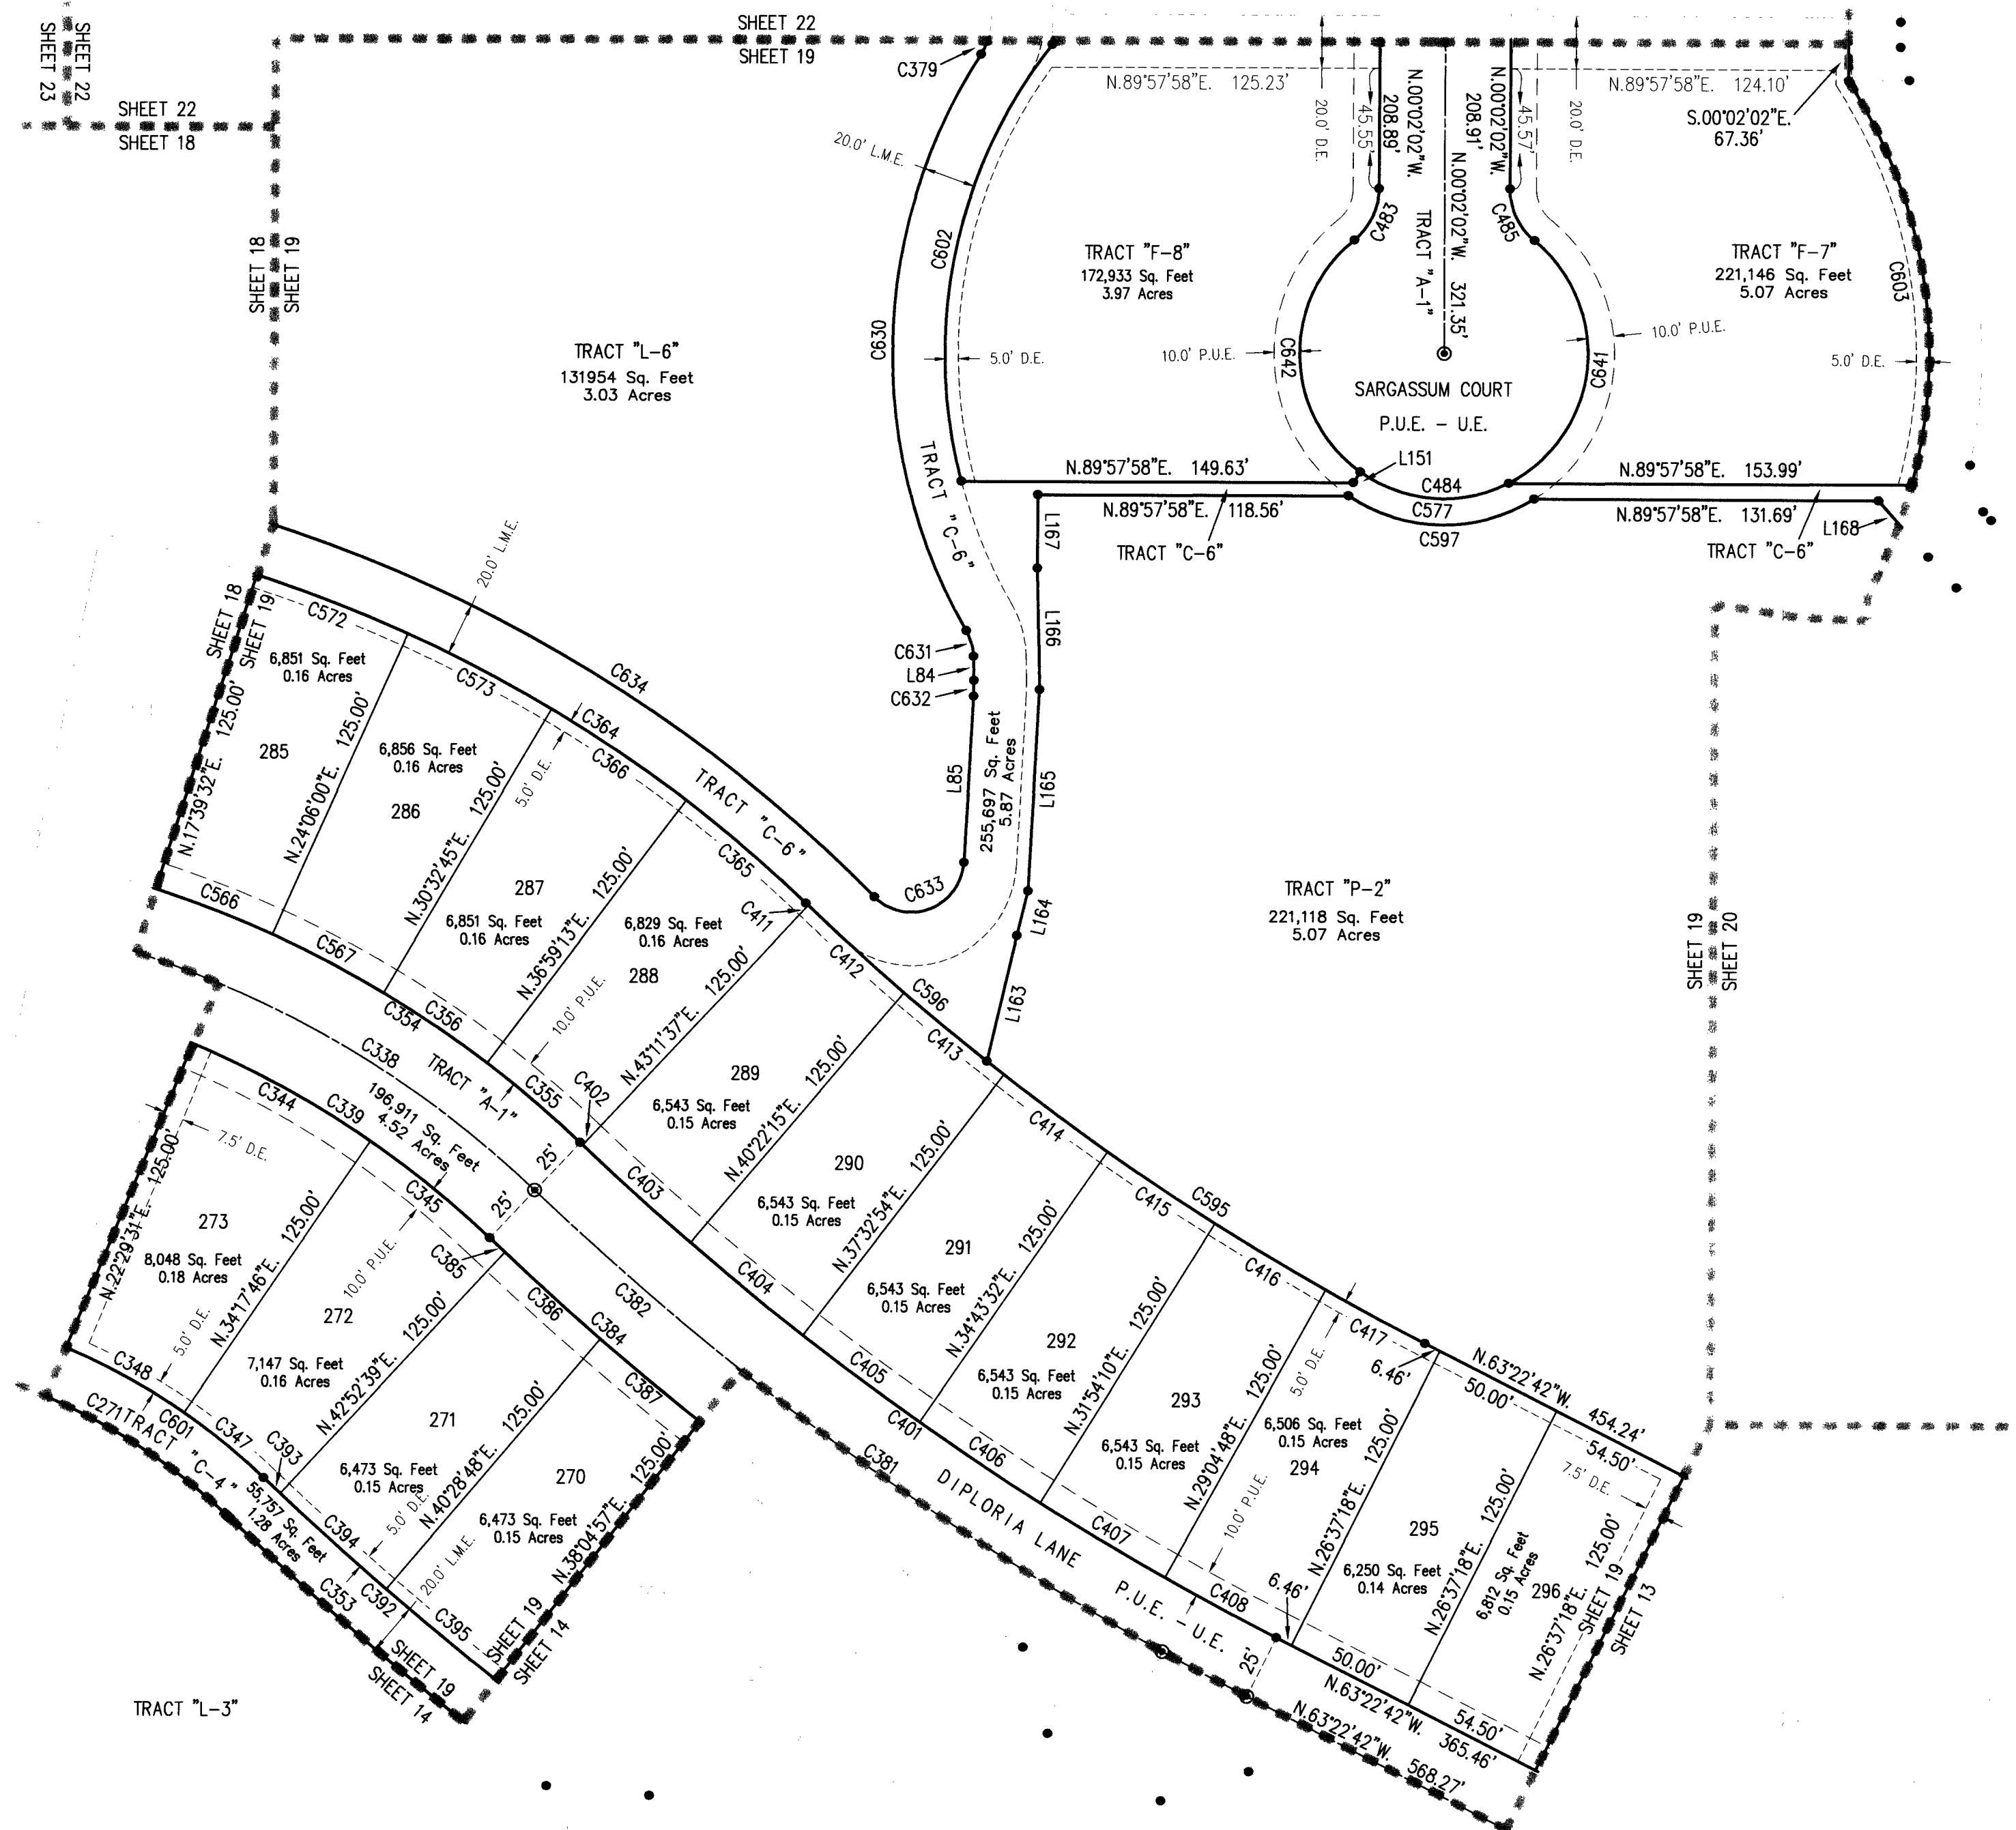 SHEET 22
SHEET 23
SHEET 22
SHEET 18
SHEET 22
SHEET 19
SHEET 18
SHEET 19
C379
N.89°57'58"E. 125.23'
20.0' D.E.
45.55'
208.89'
N.00°02'02"W.
TRACT "A-1"
N.00°02'02"W. 321.35'
N.00°02'02"W.
208.91'
45.57'
20.0' D.E.
N.89°57'58"E. 124.10'
S.00°02'02"E.
67.36'
20.0' L.M.E.
C602
C630
C483
C485
C603
TRACT "F-8"
172,933 Sq. Feet
3.97 Acres
TRACT "F-7"
221,146 Sq. Feet
5.07 Acres
TRACT "L-6"
131954 Sq. Feet
3.03 Acres
5.0' D.E.
10.0' P.U.E.
C642
C641
10.0' P.U.E.
5.0' D.E.
SARGASSUM COURT
P.U.E. - U.E.
TRACT "C-6"
N.89°57'58"E. 149.63'
L151
C484
N.89°57'58"E. 153.99'
N.89°57'58"E. 118.56'
C577
C597
N.89°57'58"E. 131.69'
L168
TRACT "C-6"
TRACT "C-6"
L167
L166
L165
L164
L163
C631
L84
C632
L85
C633
255,697 Sq. Feet
5.87 Acres
TRACT "P-2"
221,118 Sq. Feet
5.07 Acres
SHEET 19
SHEET 20
20.0' L.M.E.
SHEET 18
SHEET 19
C572
C573
C634
C364
C366
C365
TRACT "C-6"
C411
C412
C596
C413
C414
C415
C595
C416
C417
6,851 Sq. Feet
0.16 Acres
285
N.17°39'32"E. 125.00'
N.24°06'00"E. 125.00'
6,856 Sq. Feet
0.16 Acres
286
N.30°32'45"E. 125.00'
5.0' D.E.
287
6,851 Sq. Feet
0.16 Acres
N.36°59'13"E. 125.00'
6,829 Sq. Feet
0.16 Acres
288
10.0' P.U.E.
N.43°11'37"E. 125.00'
289
6,543 Sq. Feet
0.15 Acres
N.40°22'15"E. 125.00'
290
6,543 Sq. Feet
0.15 Acres
N.37°32'54"E. 125.00'
291
6,543 Sq. Feet
0.15 Acres
N.34°43'32"E. 125.00'
292
6,543 Sq. Feet
0.15 Acres
N.31°54'10"E. 125.00'
293
6,543 Sq. Feet
0.15 Acres
N.29°04'48"E. 125.00'
5.0' D.E.
6,506 Sq. Feet
0.15 Acres
294
10.0' P.U.E.
6.46'
N.26°37'18"E. 125.00'
N.63°22'42"W. 454.24'
50.00'
54.50'
7.5' D.E.
295
6,250 Sq. Feet
0.14 Acres
N.26°37'18"E. 125.00'
6,812 Sq. Feet
0.15 Acres
296
N.26°37'18"E. 125.00'
SHEET 19
SHEET 13
C566
C567
C354
C356
C355
C402
C403
C404
C405
C401
C406
C407
C408
6.46'
50.00'
54.50'
N.63°22'42"W. 365.46'
N.63°22'42"W. 568.27'
25'
C338
TRACT "A-1"
196,911 Sq. Feet
4.52 Acres
25'
25'
C382
C381
DIPLORIA LANE
P.U.E. - U.E.
C344
C339
C345
C385
C386
C384
C387
7.5' D.E.
N.22°29'31"E. 125.00'
273
8,048 Sq. Feet
0.18 Acres
5.0' D.E.
N.34°17'46"E. 125.00'
10.0' P.U.E.
272
7,147 Sq. Feet
0.16 Acres
N.42°52'39"E. 125.00'
271
6,473 Sq. Feet
0.15 Acres
5.0' D.E.
N.40°28'48"E. 125.00'
270
6,473 Sq. Feet
0.15 Acres
N.38°04'57"E. 125.00'
SHEET 19
SHEET 14
C348
C601
C347
C393
C271
TRACT "C-4"
55,757 Sq. Feet
1.28 Acres
C394
C353
C392
C395
20.0' L.M.E.
SHEET 19
SHEET 14
TRACT "L-3"